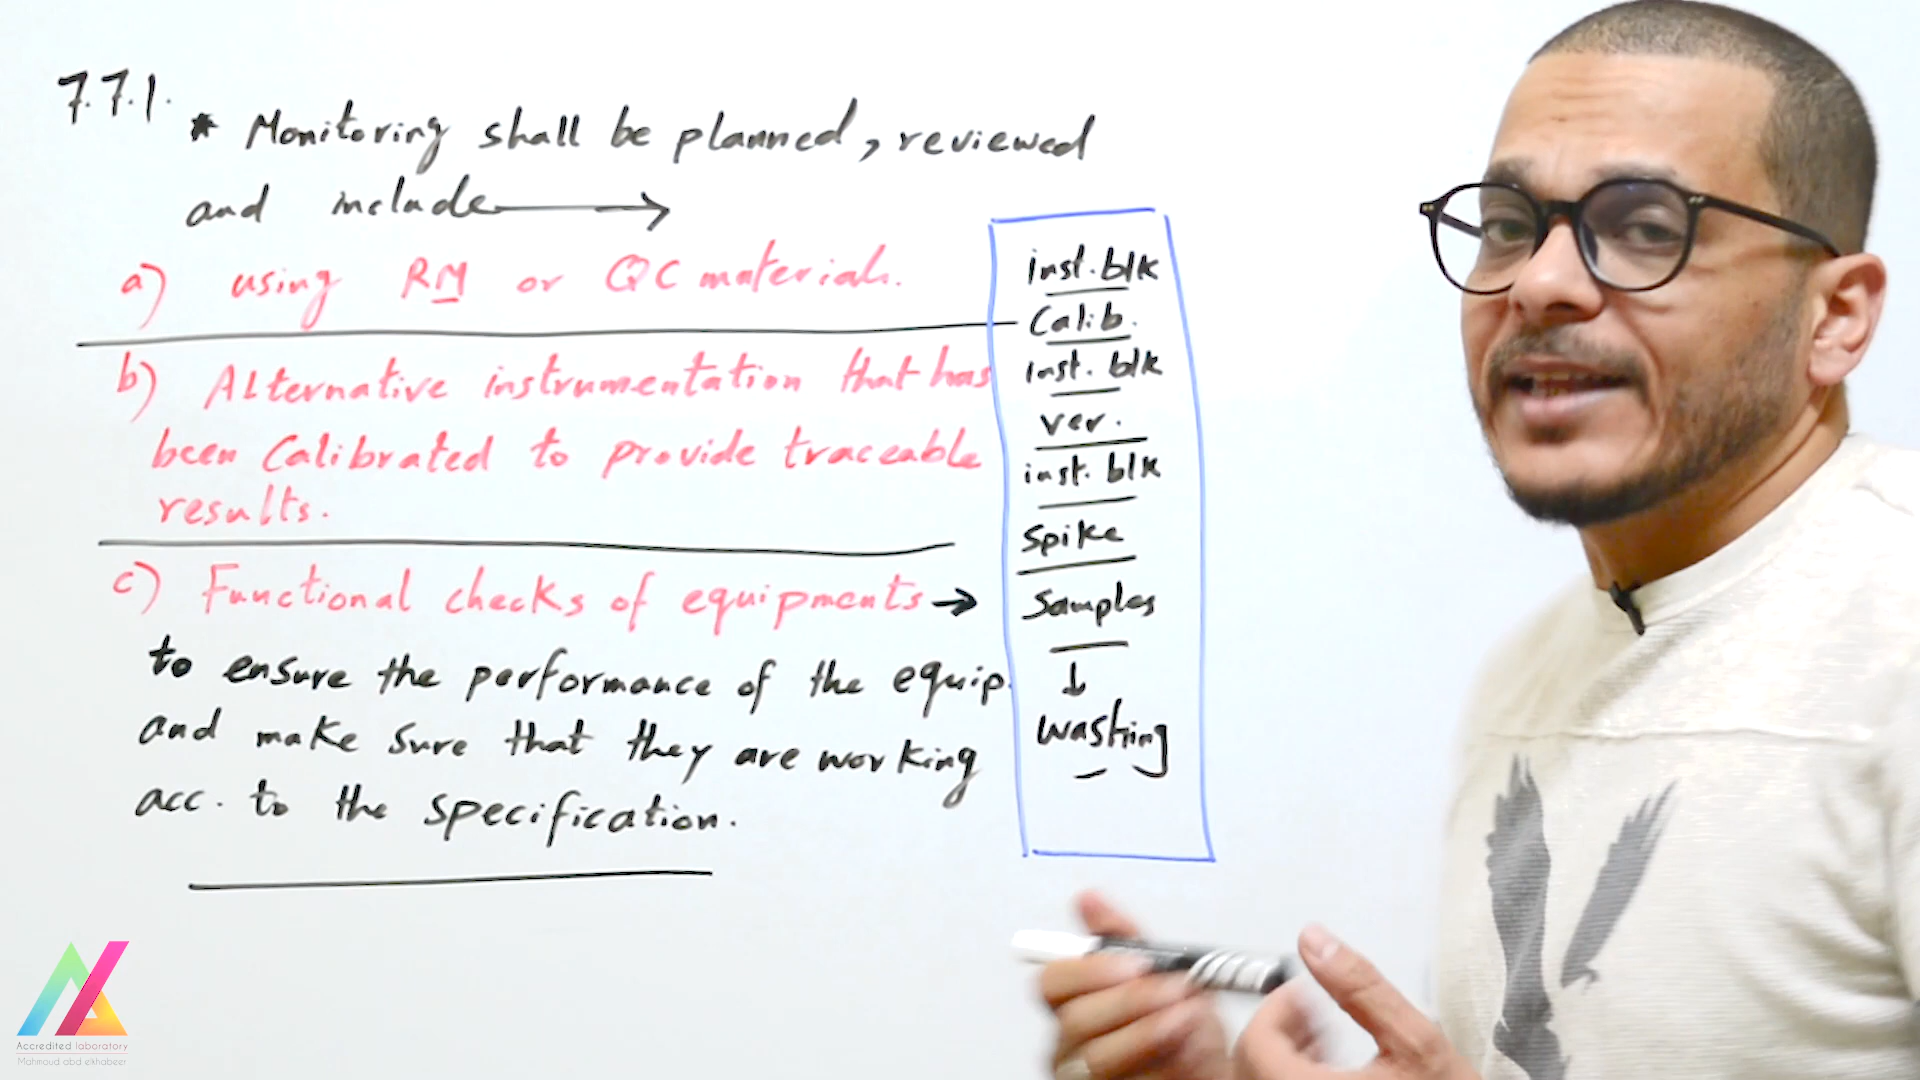 7.7.1.
* Monitoring shall be planned, reviewed
and include →
a) using RM or QC materials.
b) Alternative instrumentation that has
been Calibrated to provide traceable
results.
c) Functional checks of equipments →
to ensure the performance of the equip.
and make sure that they are working
acc. to the specification.
inst. blk
Calib.
inst. blk
ver.
inst. blk
Spike
Samples
↓
washing
Accredited laboratory
Mahmoud abd elkhabeer